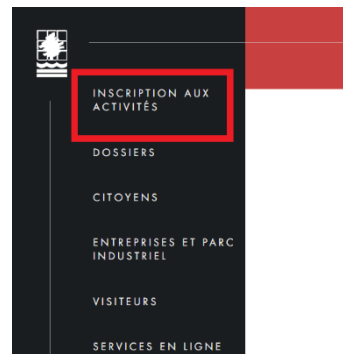 INSCRIPTION AUX
ACTIVITÉS
DOSSIERS
CITOYENS
ENTREPRISES ET PARC
INDUSTRIEL
VISITEURS
SERVICES EN LIGNE